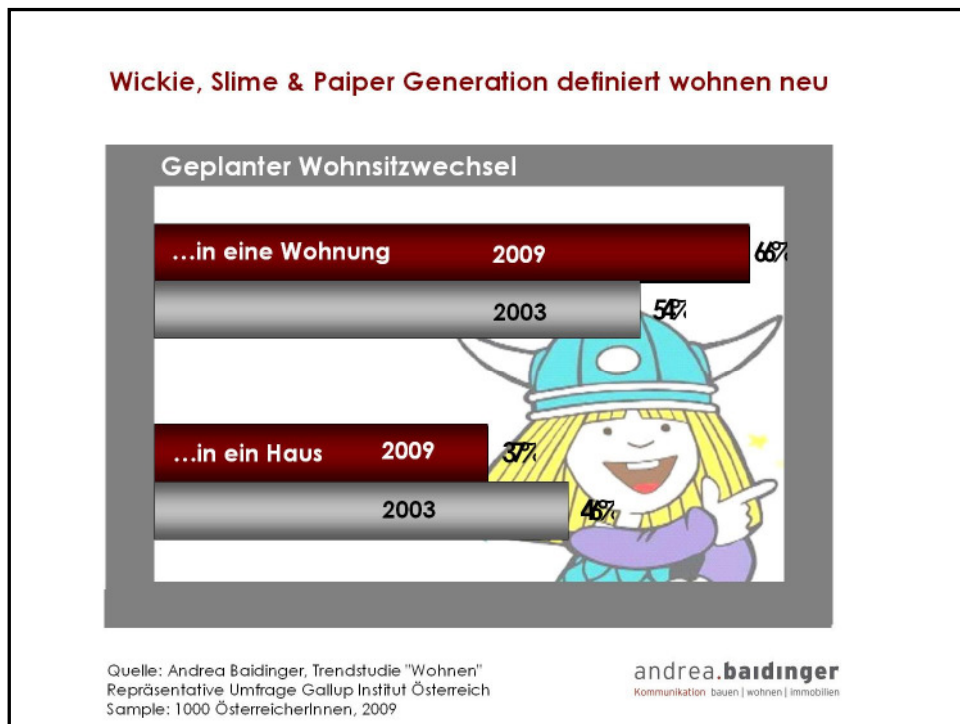 Wickie, Slime & Paiper Generation definiert wohnen neu
Geplanter Wohnsitzwechsel
...in eine Wohnung 2009 66%
2003 54%
...in ein Haus 2009 37%
2003 46%
Quelle: Andrea Baidinger, Trendstudie "Wohnen"
Repräsentative Umfrage Gallup Institut Österreich
Sample: 1000 ÖsterreicherInnen, 2009
andrea.baidinger
Kommunikation bauen | wohnen | immobilien